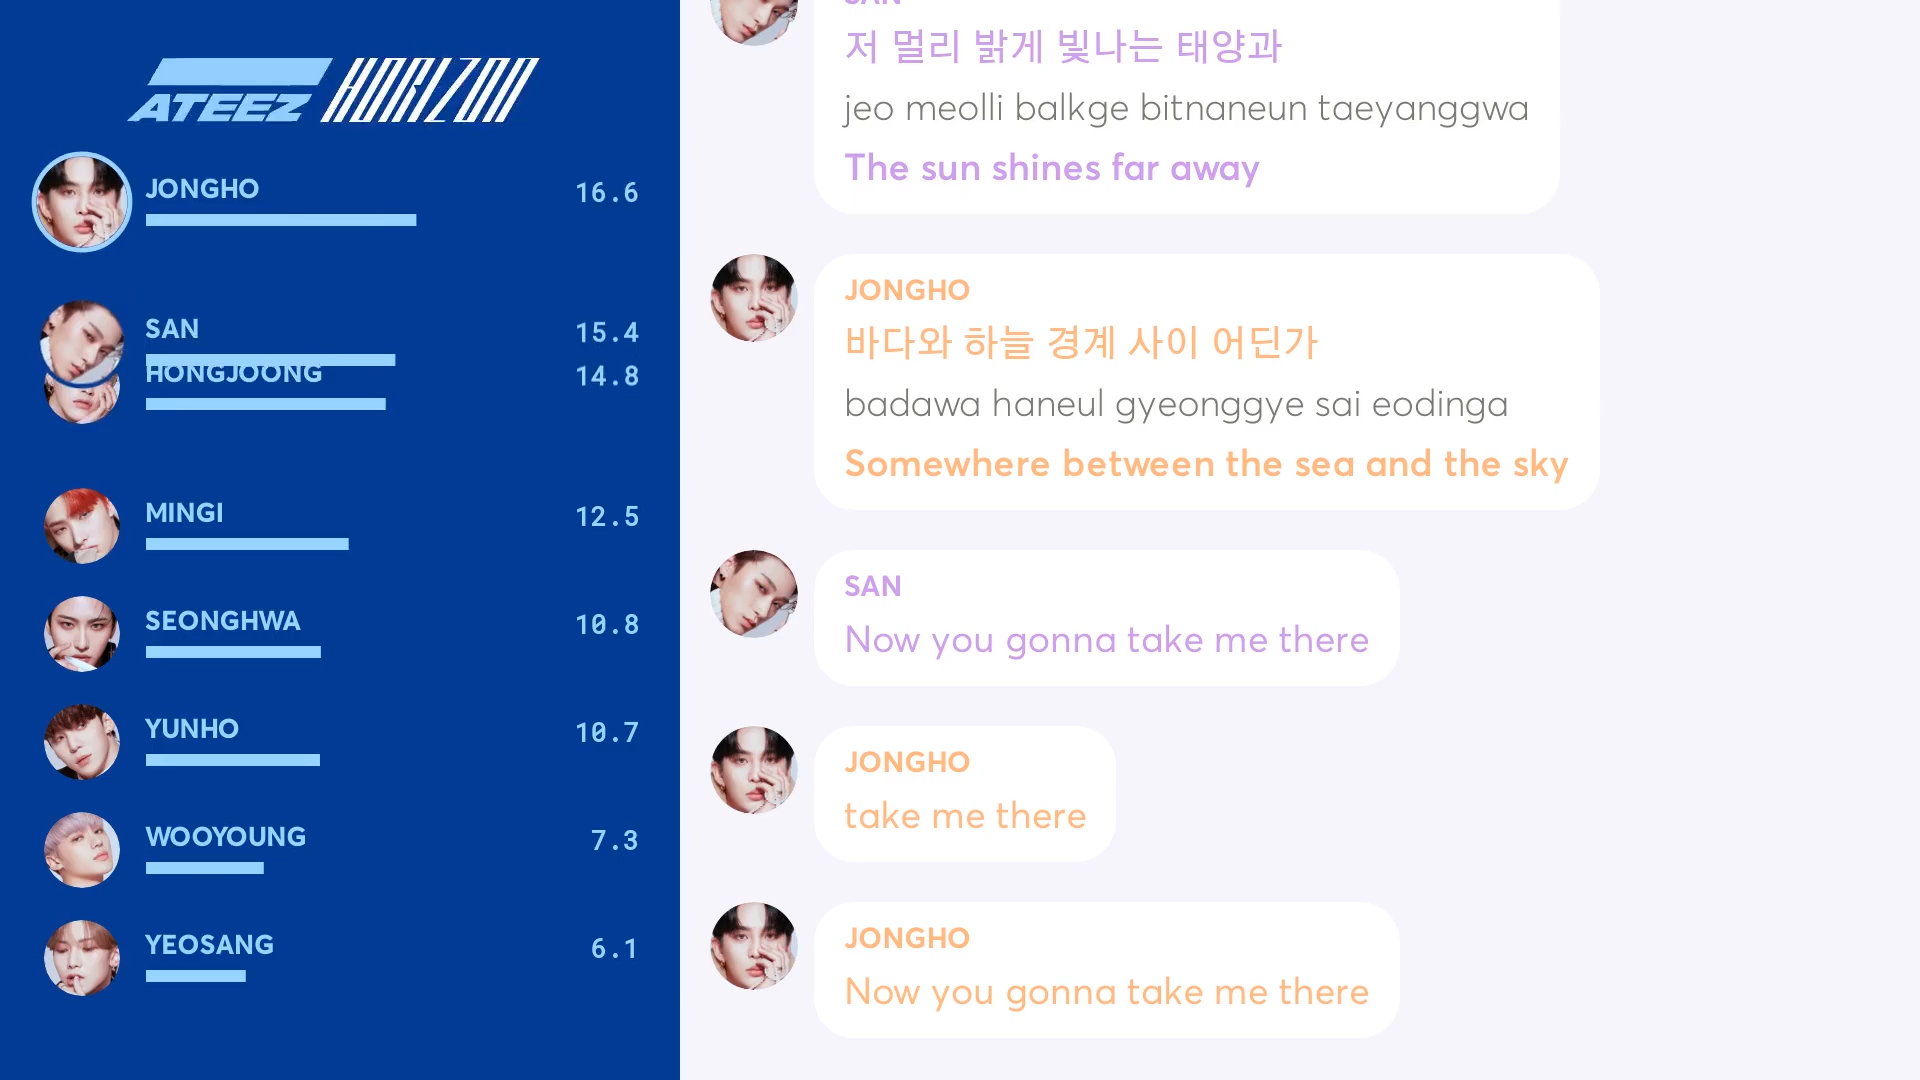 ATEEZ HORIZON
JONGHO
16.6
SAN
15.4
HONGJOONG
14.8
MINGI
12.5
SEONGHWA
10.8
YUNHO
10.7
WOOYOUNG
7.3
YEOSANG
6.1
SAN
저 멀리 밝게 빛나는 태양과
jeo meolli balkge bitnaneun taeyanggwa
The sun shines far away
JONGHO
바다와 하늘 경계 사이 어딘가
badawa haneul gyeonggye sai eodinga
Somewhere between the sea and the sky
SAN
Now you gonna take me there
JONGHO
take me there
JONGHO
Now you gonna take me there